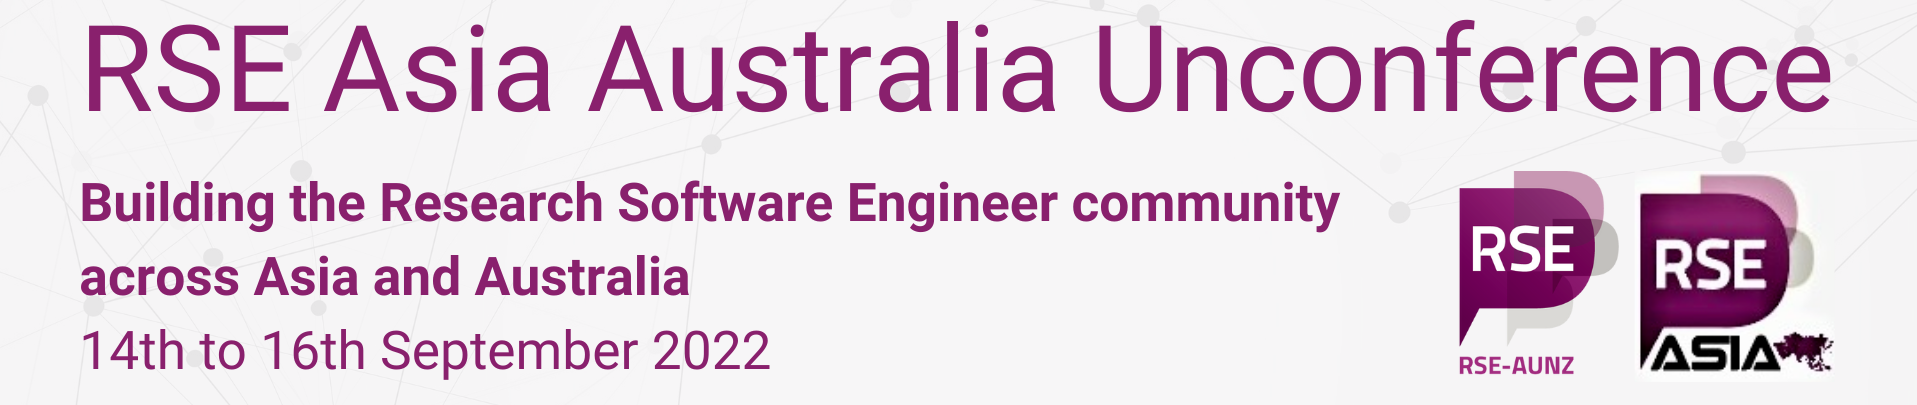 RSE Asia Australia Unconference
Building the Research Software Engineer community
across Asia and Australia
14th to 16th September 2022
RSE
RSE-AUNZ
RSE
ASIA